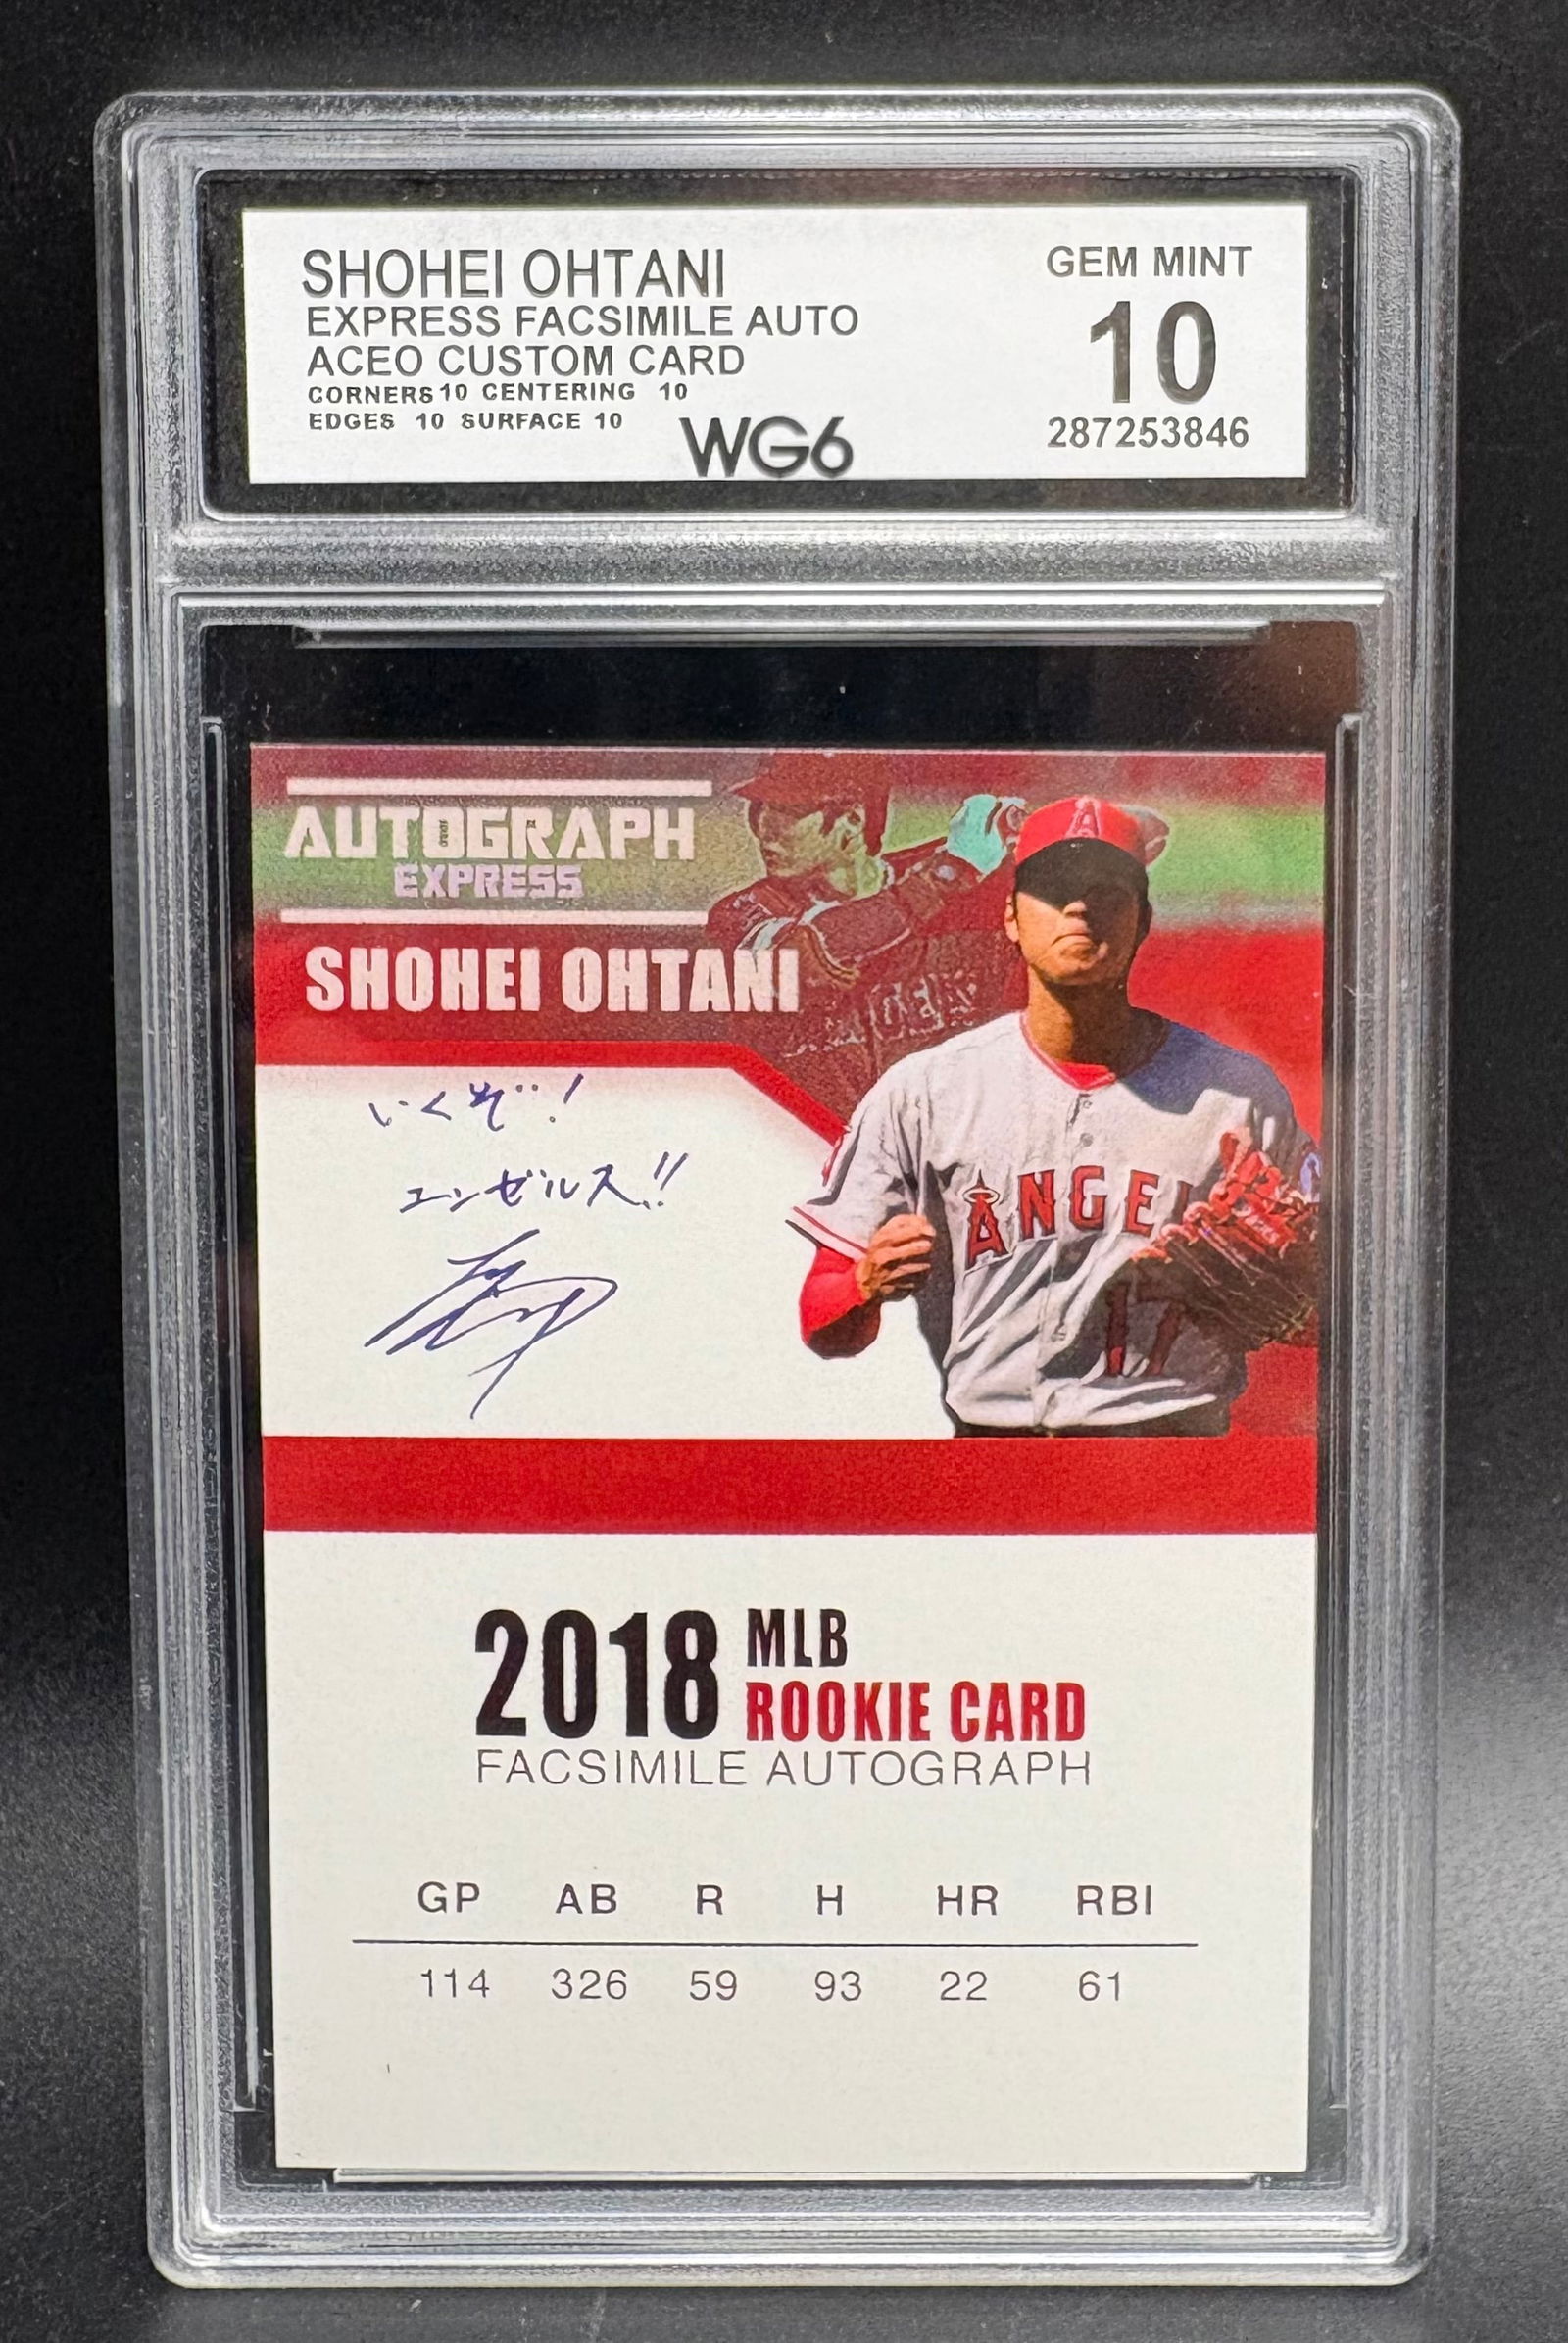 SHOHEI OHTANI
EXPRESS FACSIMILE AUTO
ACEO CUSTOM CARD
CORNERS 10 CENTERING 10
EDGES 10 SURFACE 10
WG6
GEM MINT
10
287253846
AUTOGRAPH
EXPRESS
SHOHEI OHTANI
いくぞ!
エンゼルス!!
A
ANGE
17
2018 MLB
ROOKIE CARD
FACSIMILE AUTOGRAPH
GP AB R H HR RBI
114 326 59 93 22 61